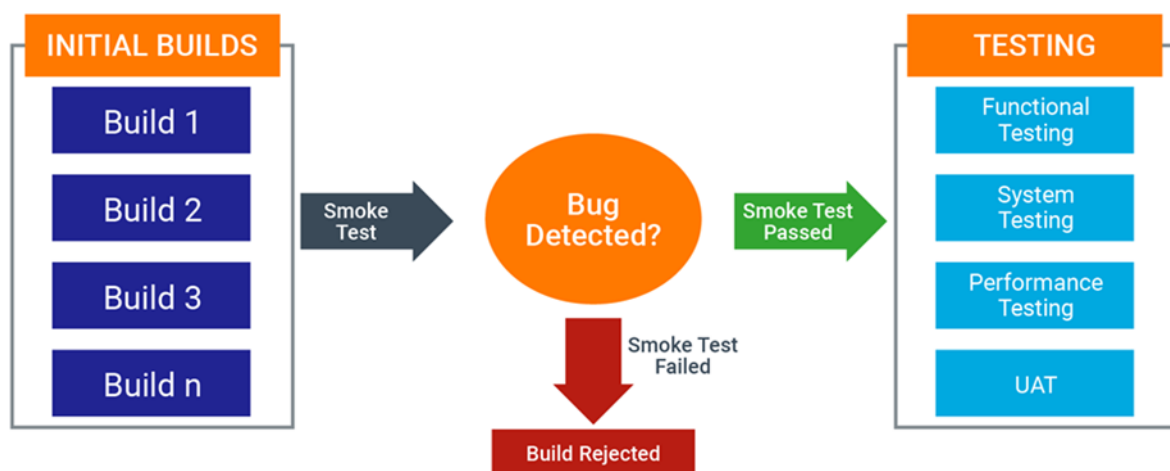 INITIAL BUILDS
Build 1
Build 2
Build 3
Build n
Smoke
Test
Bug
Detected?
Smoke Test
Passed
Smoke Test
Failed
Build Rejected
TESTING
Functional
Testing
System
Testing
Performance
Testing
UAT